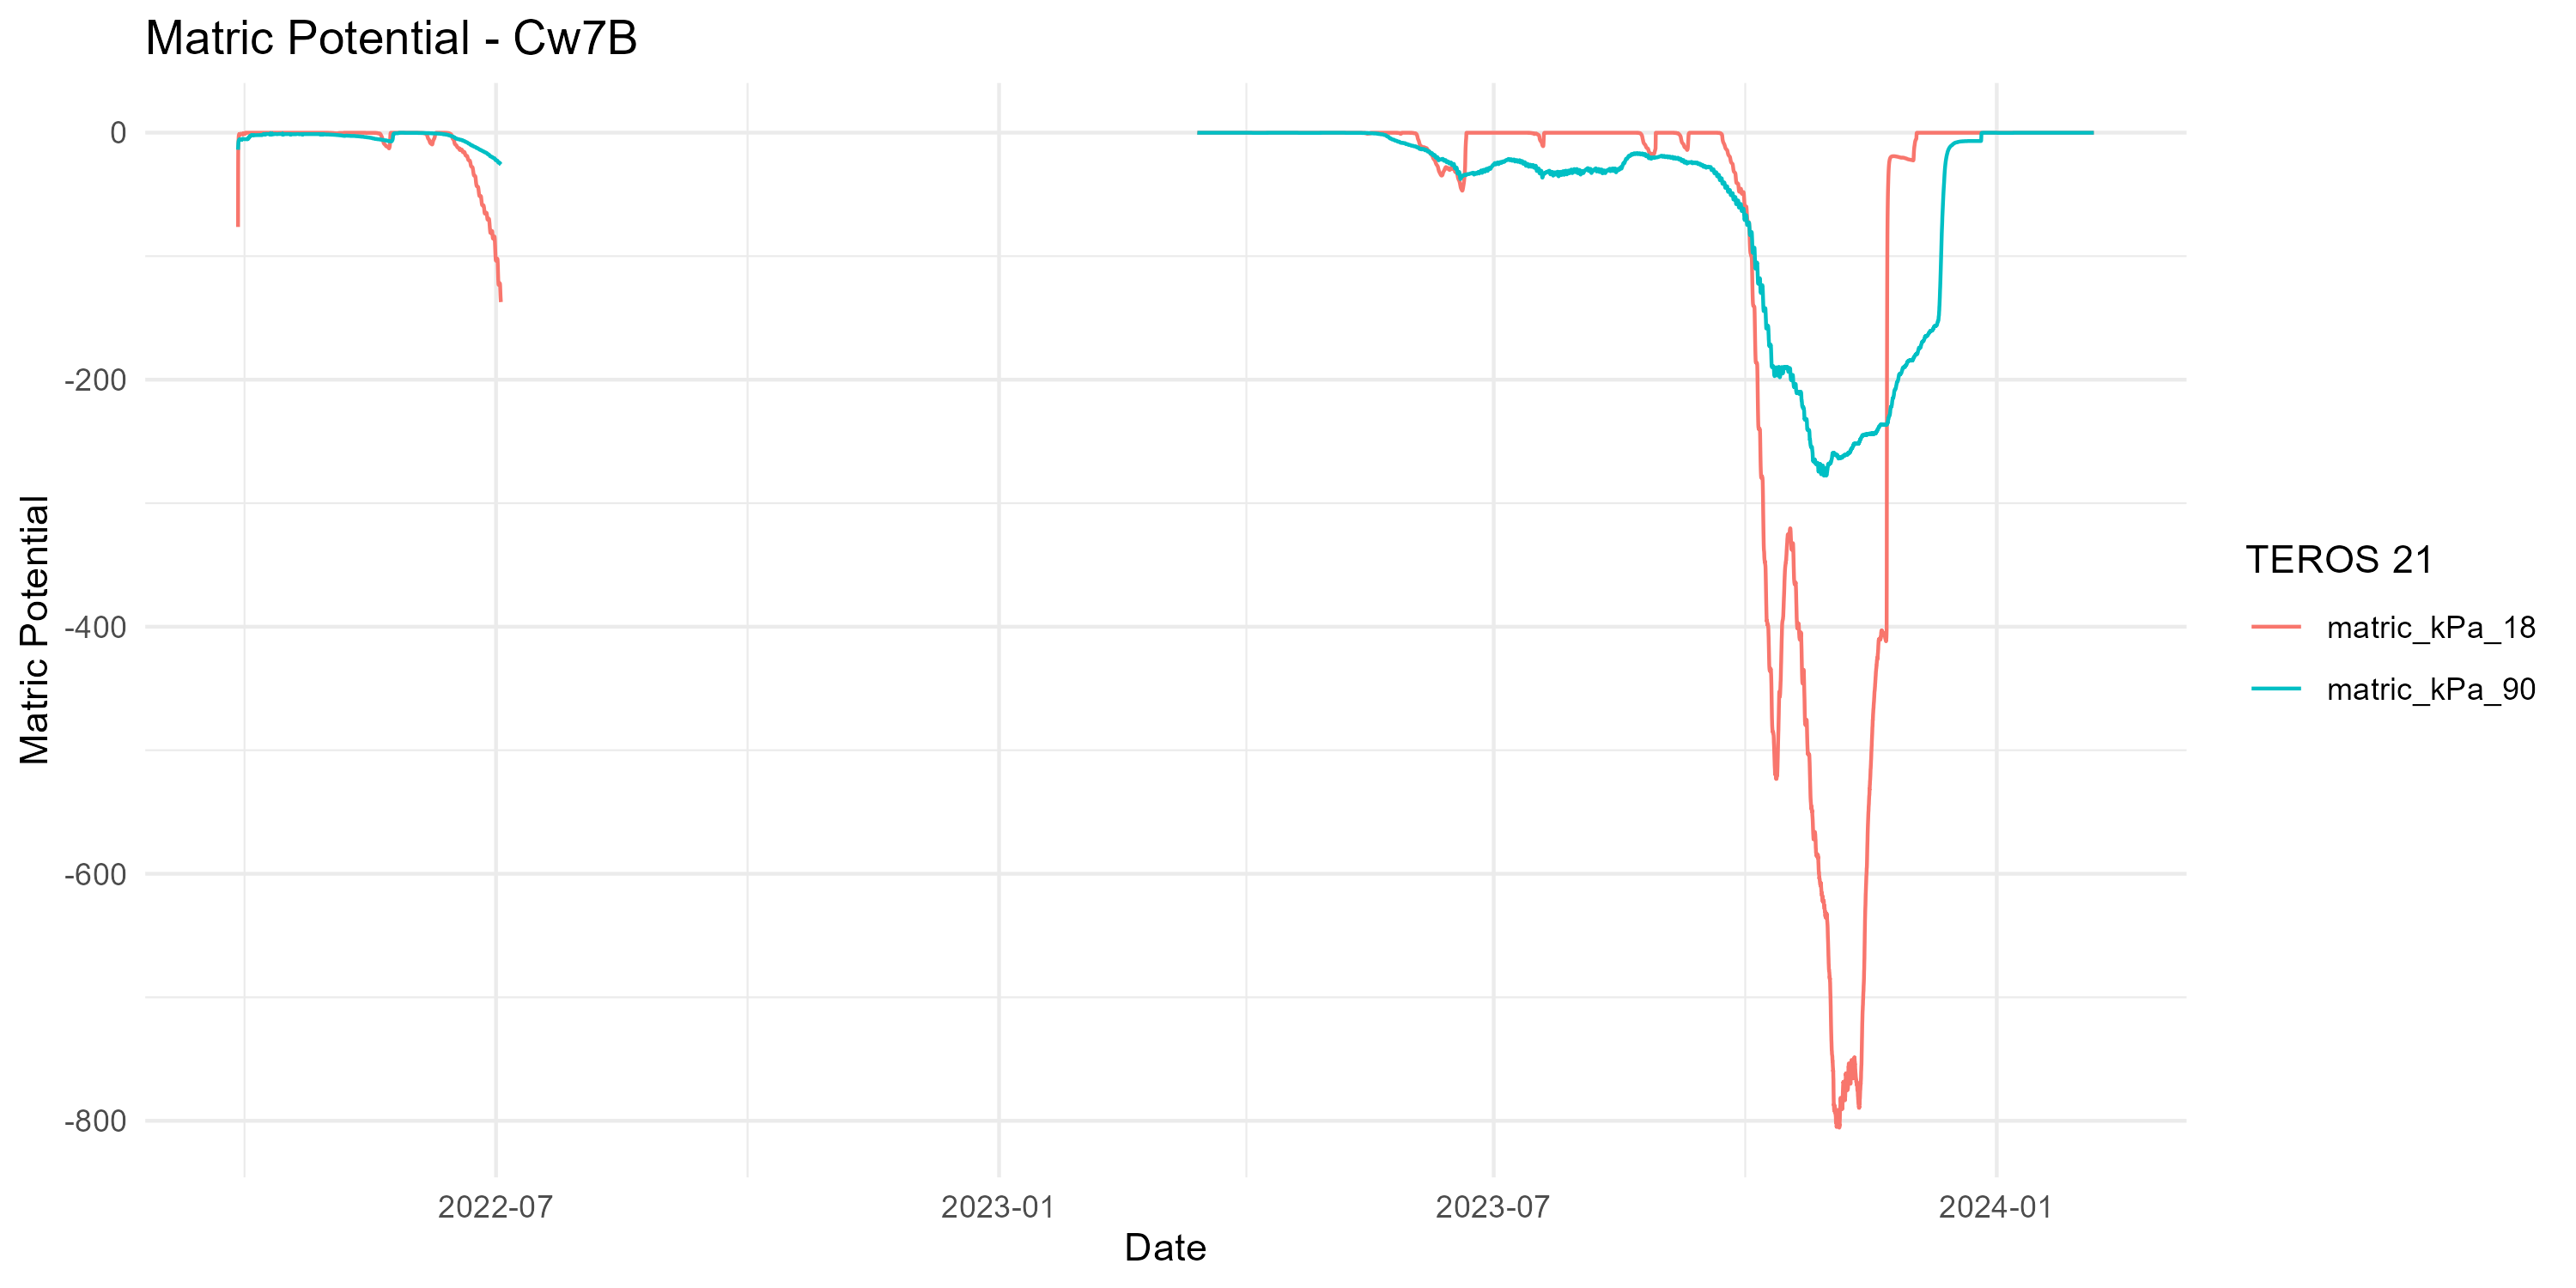 Matric Potential - Cw7B
0
-200
-400
-600
-800
Matric Potential
2022-07
2023-01
2023-07
2024-01
Date
TEROS 21
matric_kPa_18
matric_kPa_90